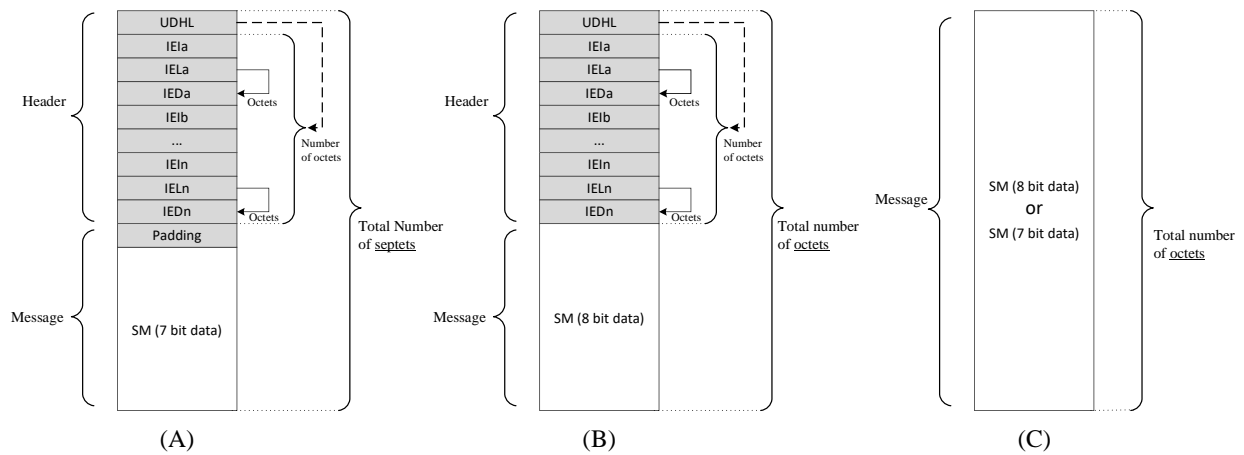 UDHL
IEIa
IELa
IEDa
IEIb
...
IEIn
IELn
IEDn
Padding
SM (7 bit data)
Header
Message
Octets
Octets
Number
of octets
Total Number
of septets
(A)
UDHL
IEIa
IELa
IEDa
IEIb
...
IEIn
IELn
IEDn
SM (8 bit data)
Header
Message
Octets
Octets
Number
of octets
Total number
of octets
(B)
Message
SM (8 bit data)
or
SM (7 bit data)
Total number
of octets
(C)